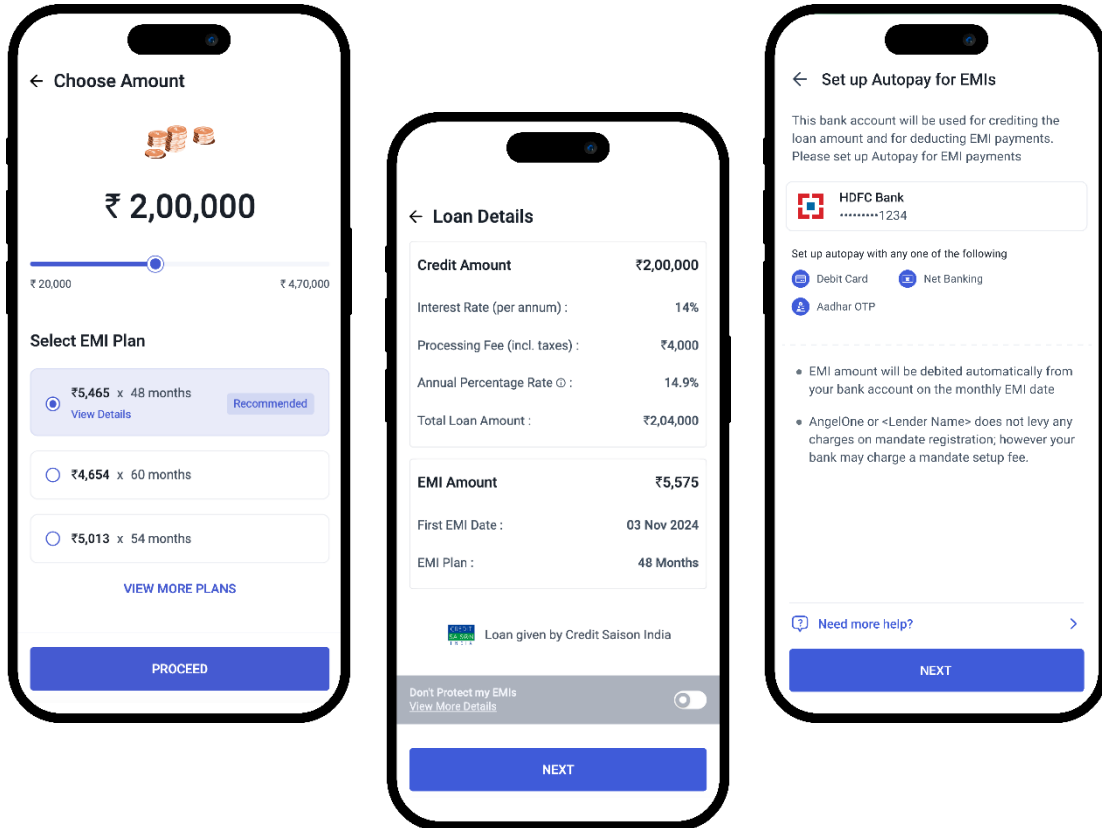 Choose Amount
₹ 2,00,000
₹ 20,000
₹ 4,70,000
Select EMI Plan
₹5,465 x 48 months
View Details
Recommended
₹4,654 x 60 months
₹5,013 x 54 months
VIEW MORE PLANS
PROCEED
Loan Details
Credit Amount ₹2,00,000
Interest Rate (per annum) : 14%
Processing Fee (incl. taxes) : ₹4,000
Annual Percentage Rate ⓘ : 14.9%
Total Loan Amount : ₹2,04,000
EMI Amount ₹5,575
First EMI Date : 03 Nov 2024
EMI Plan : 48 Months
CREDIT
SAISON
INDIA
Loan given by Credit Saison India
Don't Protect my EMIs
View More Details
NEXT
Set up Autopay for EMIs
This bank account will be used for crediting the
loan amount and for deducting EMI payments.
Please set up Autopay for EMI payments
HDFC Bank
•••••••••1234
Set up autopay with any one of the following
Debit Card
Net Banking
Aadhar OTP
• EMI amount will be debited automatically from
your bank account on the monthly EMI date
• AngelOne or <Lender Name> does not levy any
charges on mandate registration; however your
bank may charge a mandate setup fee.
Need more help?
NEXT